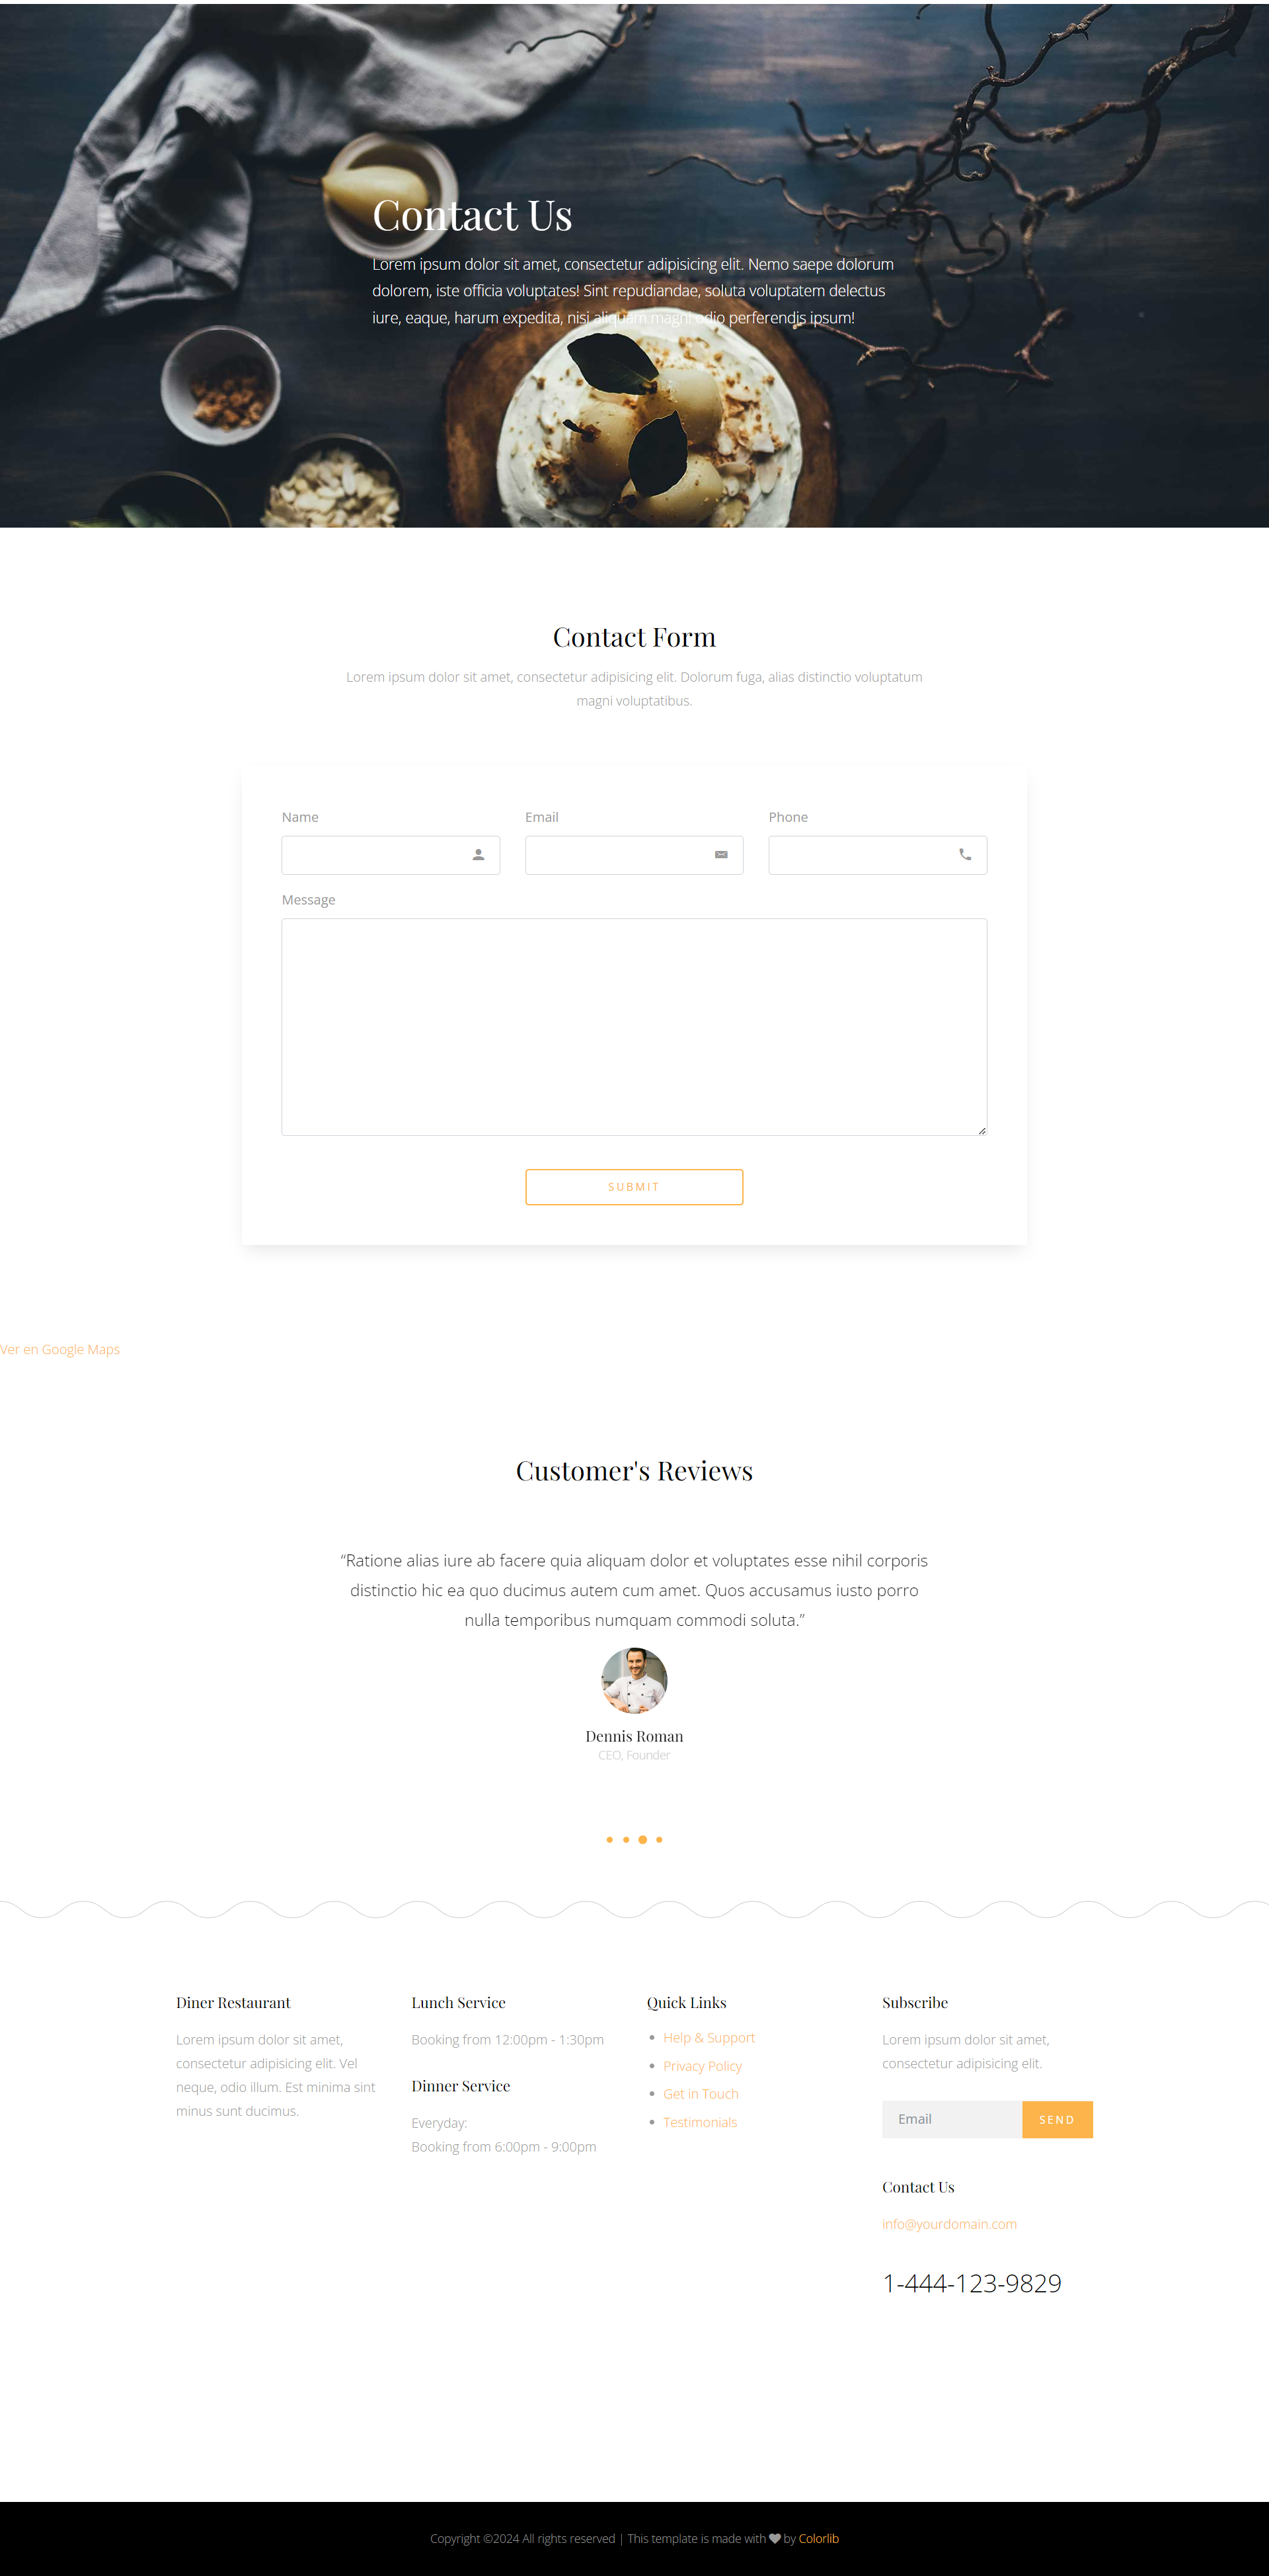 Contact Us
Lorem ipsum dolor sit amet, consectetur adipisicing elit. Nemo saepe dolorum
dolorem, iste officia voluptates! Sint repudiandae, soluta voluptatem delectus
iure, eaque, harum expedita, nisi aliquam magni odio perferendis ipsum!
Contact Form
Lorem ipsum dolor sit amet, consectetur adipisicing elit. Dolorum fuga, alias distinctio voluptatum
magni voluptatibus.
Name
Email
Phone
Message
SUBMIT
Ver en Google Maps
Customer's Reviews
“Ratione alias iure ab facere quia aliquam dolor et voluptates esse nihil corporis
distinctio hic ea quo ducimus autem cum amet. Quos accusamus iusto porro
nulla temporibus numquam commodi soluta.”
Dennis Roman
CEO, Founder
Diner Restaurant
Lorem ipsum dolor sit amet,
consectetur adipisicing elit. Vel
neque, odio illum. Est minima sint
minus sunt ducimus.
Lunch Service
Booking from 12:00pm - 1:30pm
Dinner Service
Everyday:
Booking from 6:00pm - 9:00pm
Quick Links
Help & Support
Privacy Policy
Get in Touch
Testimonials
Subscribe
Lorem ipsum dolor sit amet,
consectetur adipisicing elit.
Email
SEND
Contact Us
info@yourdomain.com
1-444-123-9829
Copyright ©2024 All rights reserved | This template is made with ♥ by Colorlib